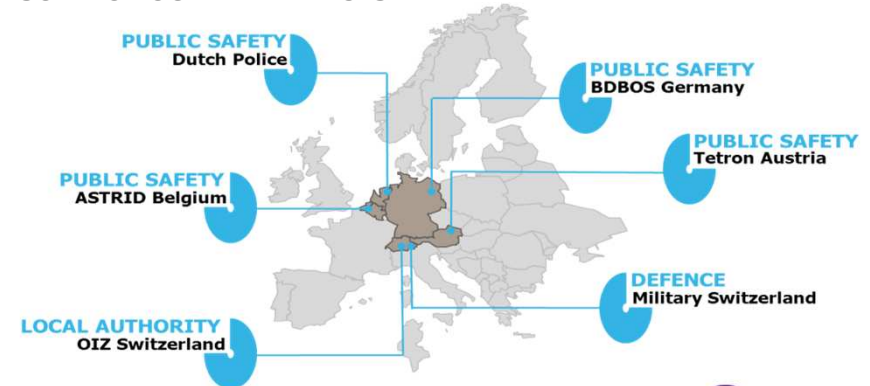 PUBLIC SAFETY
Dutch Police
PUBLIC SAFETY
BDBOS Germany
PUBLIC SAFETY
Tetron Austria
PUBLIC SAFETY
ASTRID Belgium
DEFENCE
Military Switzerland
LOCAL AUTHORITY
OIZ Switzerland